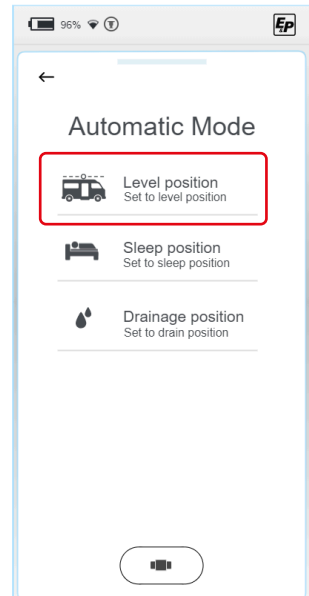 96%
EP
Automatic Mode
Level position
Set to level position
Sleep position
Set to sleep position
Drainage position
Set to drain position